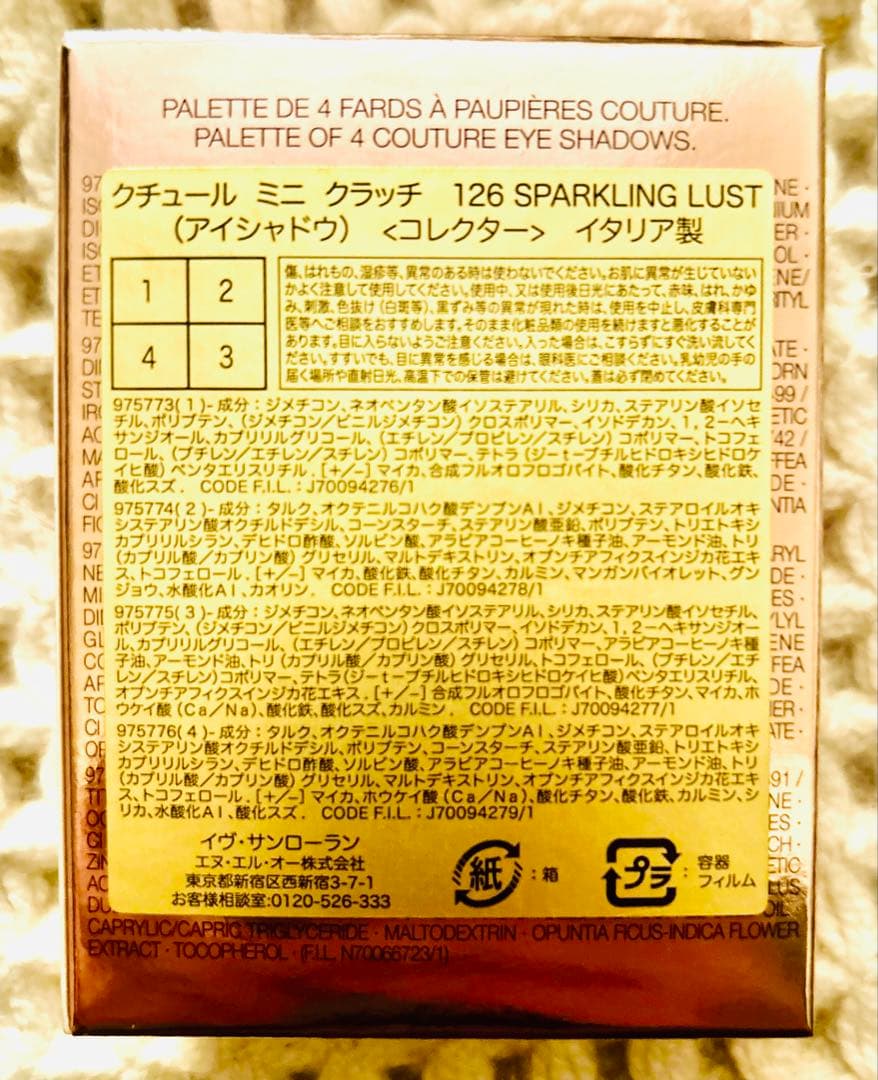 PALETTE DE 4 FARDS À PAUPIÈRES COUTURE.
PALETTE OF 4 COUTURE EYE SHADOWS.
クチュール ミニ クラッチ 126 SPARKLING LUST
(アイシャドウ) <コレクター> イタリア製
1 2
4 3
傷、はれもの、湿疹等、異常のある時は使わないでください。お肌に異常が生じていない
かよく注意して使用してください。使用中、又は使用後日光にあたって、赤味、はれ、かゆ
み、刺激、色抜け(白斑等)、黒ずみ等の異常が現れた時は、使用を中止し、皮膚科専門
医等へご相談をおすすめします。そのまま化粧品類の使用を続けますと悪化することが
あります。目に入らないようご注意ください。入った場合は、こすらずにすぐ洗い流してく
ださい。すすいでも、目に異常を感じる場合は、眼科医にご相談ください。乳幼児の手の
届く場所や直射日光、高温下での保管は避けてください。蓋は必ず閉めてください。
975773(1)-成分:ジメチコン、ネオペンタン酸イソステアリル、シリカ、ステアリン酸イソセ
チル、ポリブテン、(ジメチコン/ビニルジメチコン)クロスポリマー、イソドデカン、1,2-ヘキ
サンジオール、カプリリルグリコール、(エチレン/プロピレン/スチレン)コポリマー、トコフェ
ロール、(ブチレン/エチレン/スチレン)コポリマー、テトラ(ジ-t-ブチルヒドロキシヒドロケ
イヒ酸)ペンタエリスリチル.[+/-]マイカ、合成フルオロフロゴパイト、酸化チタン、酸化鉄、
酸化スズ. CODE F.I.L.:J70094276/1
975774(2)-成分:タルク、オクテニルコハク酸デンプンAl、ジメチコン、ステアロイルオキ
システアリン酸オクチルドデシル、コーンスターチ、ステアリン酸亜鉛、ポリブテン、トリエトキシ
カプリリルシラン、デヒドロ酢酸、ソルビン酸、アラビアコーヒーノキ種子油、アーモンド油、トリ
(カプリル酸/カプリン酸)グリセリル、マルトデキストリン、オプンチアフィクスインジカ花エキ
ス、トコフェロール.[+/-]マイカ、酸化鉄、酸化チタン、カルミン、マンガンバイオレット、グン
ジョウ、水酸化Al、カオリン. CODE F.I.L.:J70094278/1
975775(3)-成分:ジメチコン、ネオペンタン酸イソステアリル、シリカ、ステアリン酸イソセチル、
ポリブテン、(ジメチコン/ビニルジメチコン)クロスポリマー、イソドデカン、1,2-ヘキサンジオー
ル、カプリリルグリコール、(エチレン/プロピレン/スチレン)コポリマー、アラビアコーヒーノキ種
子油、アーモンド油、トリ(カプリル酸/カプリン酸)グリセリル、トコフェロール、(ブチレン/エチ
レン/スチレン)コポリマー、テトラ(ジ-t-ブチルヒドロキシヒドロケイヒ酸)ペンタエリスリチル、
オプンチアフィクスインジカ花エキス.[+/-]合成フルオロフロゴパイト、酸化チタン、マイカ、ホ
ウケイ酸(Ca/Na)、酸化鉄、酸化スズ、カルミン. CODE F.I.L.:J70094277/1
975776(4)-成分:タルク、オクテニルコハク酸デンプンAl、ジメチコン、ステアロイルオキ
システアリン酸オクチルドデシル、ポリブテン、コーンスターチ、ステアリン酸亜鉛、トリエトキシ
カプリリルシラン、デヒドロ酢酸、ソルビン酸、アラビアコーヒーノキ種子油、アーモンド油、トリ
(カプリル酸/カプリン酸)グリセリル、マルトデキストリン、オプンチアフィクスインジカ花エキ
ス、トコフェロール.[+/-]マイカ、ホウケイ酸(Ca/Na)、酸化チタン、酸化鉄、カルミン、シ
リカ、水酸化Al、酸化スズ. CODE F.I.L.:J70094279/1
イヴ・サンローラン
エヌ・エル・オー株式会社
東京都新宿区西新宿3-7-1
お客様相談室:0120-526-333
紙:箱
プラ:容器
フィルム
CAPRYLIC/CAPRIC TRIGLYCERIDE · MALTODEXTRIN · OPUNTIA FICUS-INDICA FLOWER
EXTRACT · TOCOPHEROL · (F.I.L. N70066723/1)